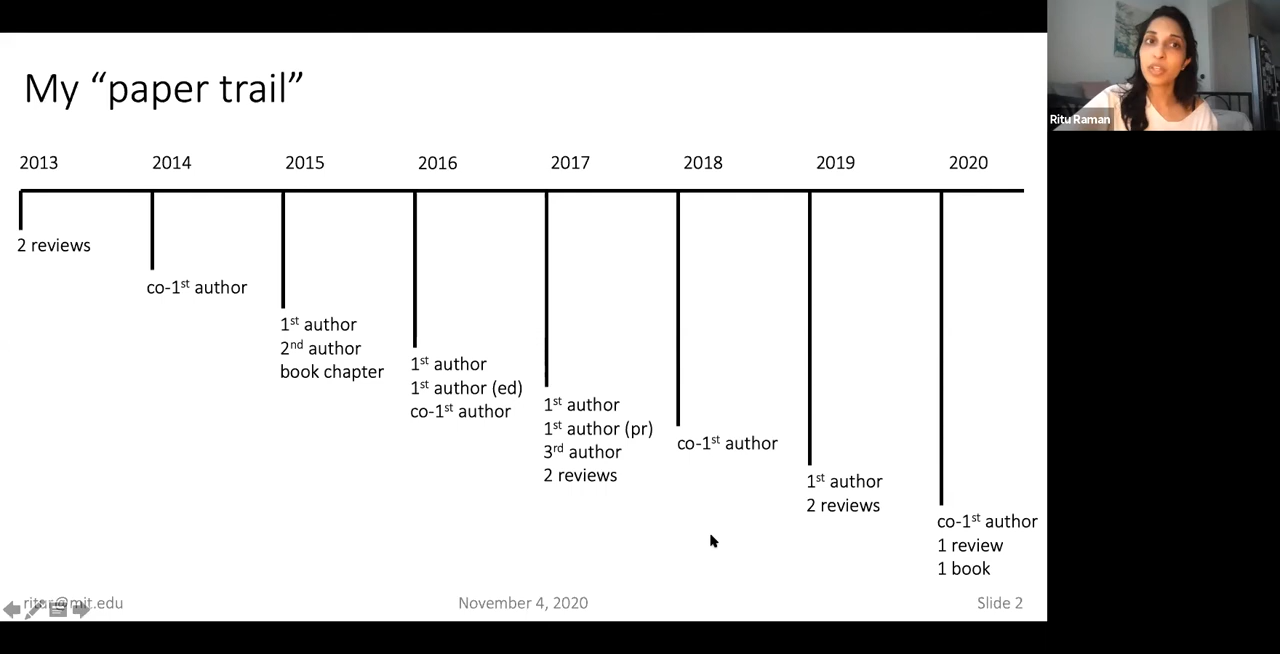 My “paper trail”
Ritu Raman
2013 2014 2015 2016 2017 2018 2019 2020
2 reviews
co-1st author
1st author
2nd author
book chapter
1st author
1st author (ed)
co-1st author
1st author
1st author (pr)
3rd author
2 reviews
co-1st author
1st author
2 reviews
co-1st author
1 review
1 book
ritur@mit.edu
November 4, 2020
Slide 2